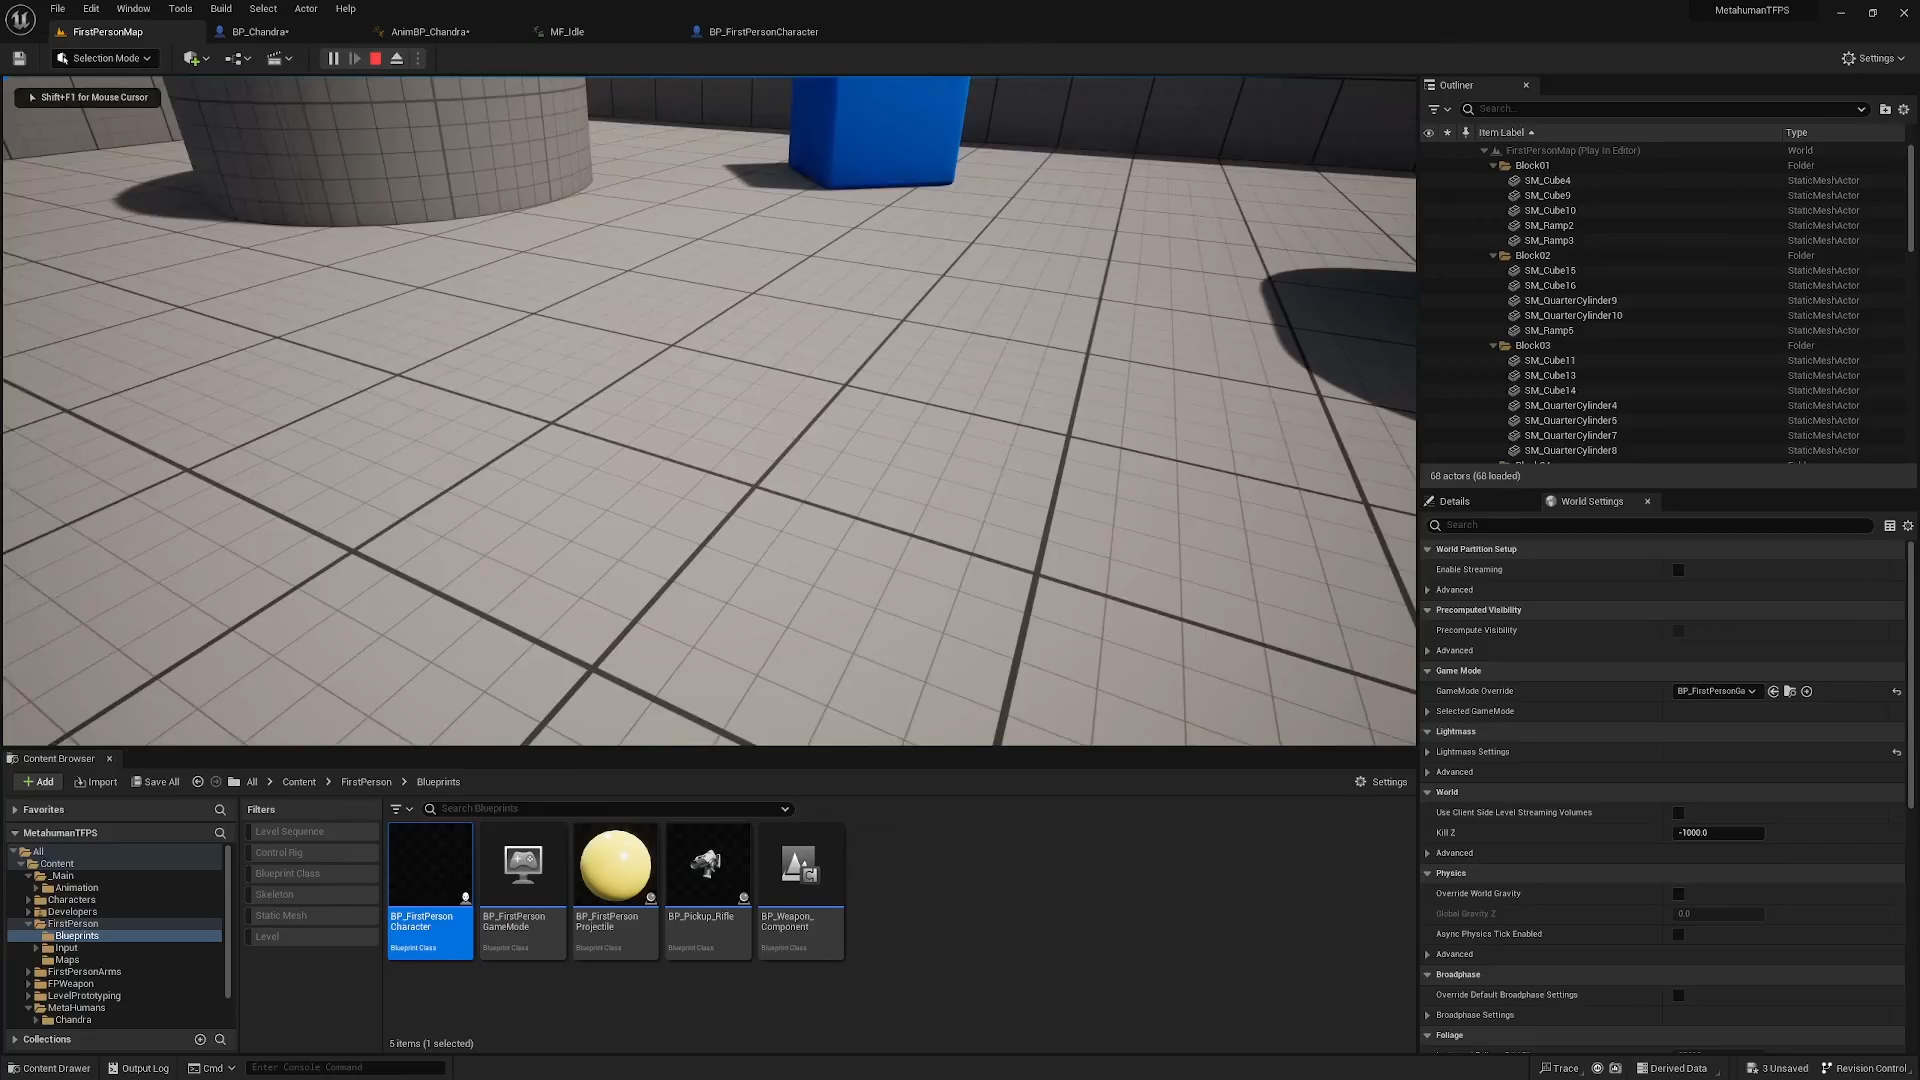 File Edit Window Tools Build Select Actor Help
MetahumanTFPS
FirstPersonMap
BP_Chandra*
AnimBP_Chandra*
MF_Idle
BP_FirstPersonCharacter
Selection Mode
Settings
Shift+F1 for Mouse Cursor
Outliner
Search...
Item Label
Type
FirstPersonMap (Play In Editor) World
Block01 Folder
SM_Cube4 StaticMeshActor
SM_Cube9 StaticMeshActor
SM_Cube10 StaticMeshActor
SM_Ramp2 StaticMeshActor
SM_Ramp3 StaticMeshActor
Block02 Folder
SM_Cube15 StaticMeshActor
SM_Cube16 StaticMeshActor
SM_QuarterCylinder9 StaticMeshActor
SM_QuarterCylinder10 StaticMeshActor
SM_Ramp5 StaticMeshActor
Block03 Folder
SM_Cube11 StaticMeshActor
SM_Cube13 StaticMeshActor
SM_Cube14 StaticMeshActor
SM_QuarterCylinder4 StaticMeshActor
SM_QuarterCylinder5 StaticMeshActor
SM_QuarterCylinder7 StaticMeshActor
SM_QuarterCylinder8 StaticMeshActor
68 actors (68 loaded)
Details
World Settings
Search
World Partition Setup
Enable Streaming
Advanced
Precomputed Visibility
Precompute Visibility
Advanced
Game Mode
GameMode Override BP_FirstPersonGa
Selected GameMode
Lightmass
Lightmass Settings
Advanced
World
Use Client Side Level Streaming Volumes
Kill Z -1000.0
Advanced
Physics
Override World Gravity
Global Gravity Z 0.0
Async Physics Tick Enabled
Advanced
Broadphase
Override Default Broadphase Settings
Broadphase Settings
Foliage
Content Browser
Add Import Save All All Content FirstPerson Blueprints
Settings
Favorites
MetahumanTFPS
All
Content
_Main
Animation
Characters
Developers
FirstPerson
Blueprints
Input
Maps
FirstPersonArms
FPWeapon
LevelPrototyping
MetaHumans
Chandra
Collections
Filters
Level Sequence
Control Rig
Blueprint Class
Skeleton
Static Mesh
Level
Search Blueprints
BP_FirstPerson
Character
Blueprint Class
BP_FirstPerson
GameMode
Blueprint Class
BP_FirstPerson
Projectile
Blueprint Class
BP_Pickup_Rifle
Blueprint Class
BP_Weapon_
Component
Blueprint Class
5 items (1 selected)
Content Drawer Output Log Cmd Enter Console Command
Trace Derived Data 3 Unsaved Revision Control